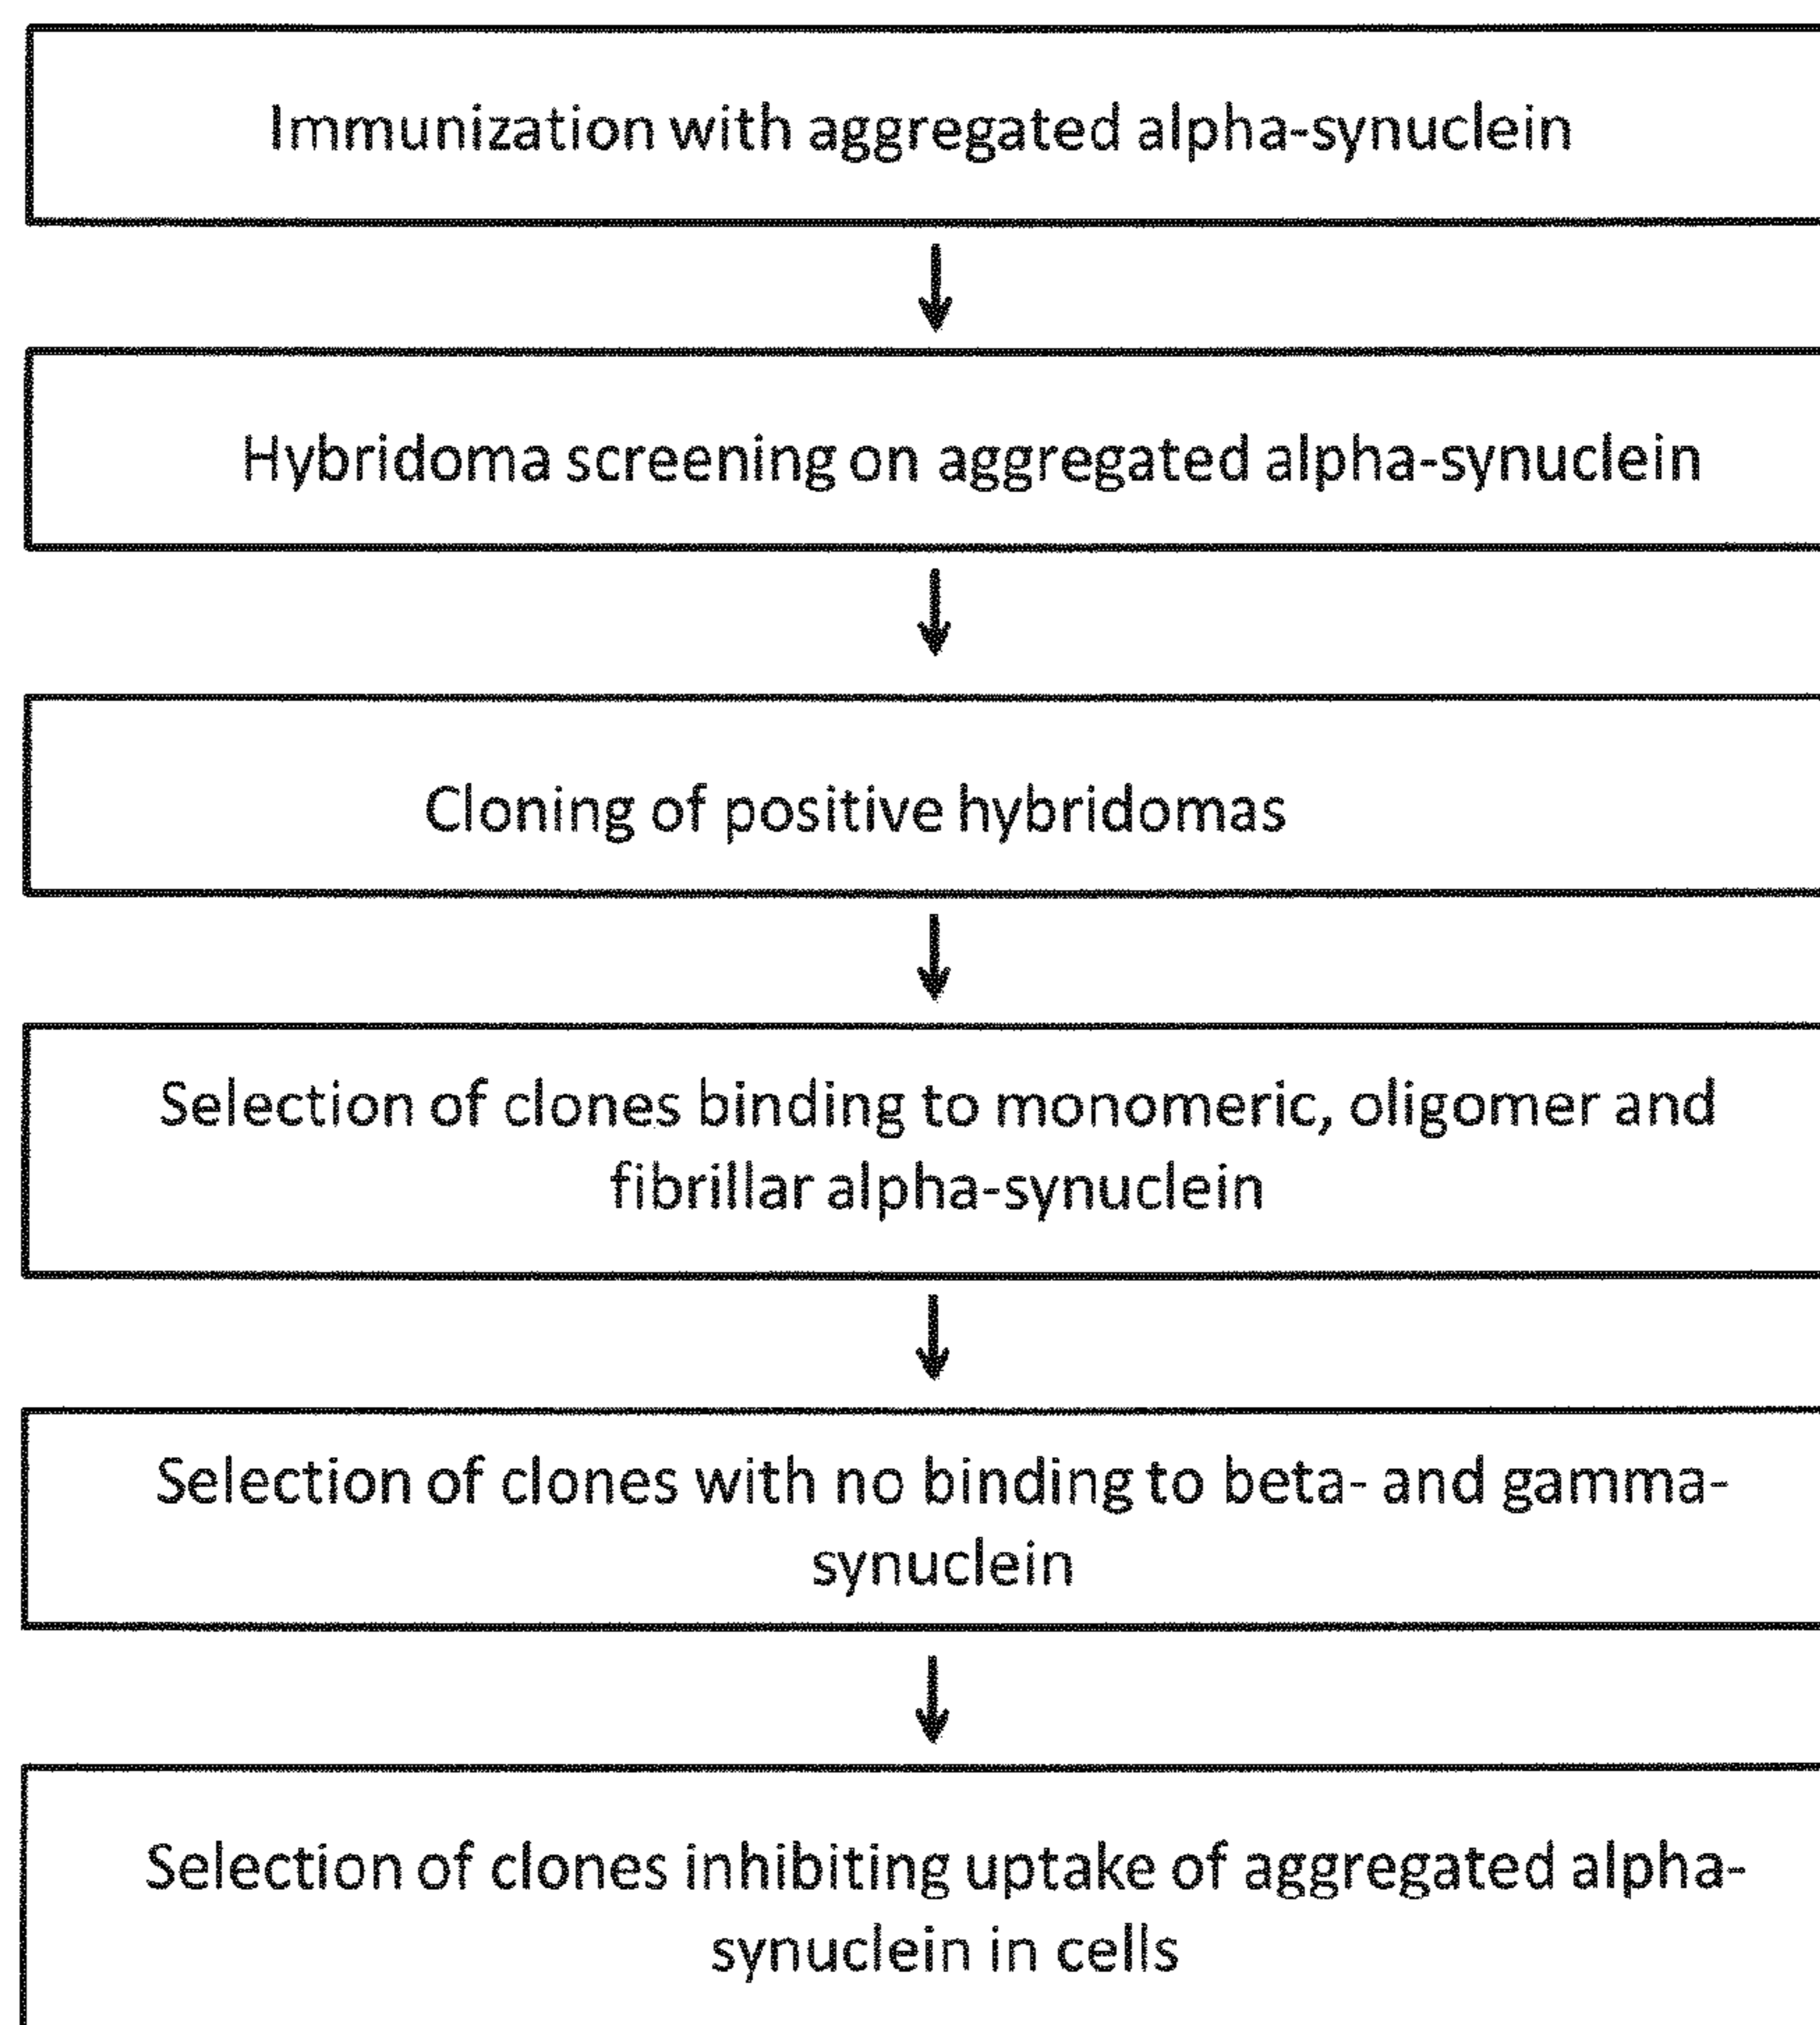 Immunization with aggregated alpha-synuclein
Hybridoma screening on aggregated alpha-synuclein
Cloning of positive hybridomas
Selection of clones binding to monomeric, oligomer and
fibrillar alpha-synuclein
Selection of clones with no binding to beta- and gamma-
synuclein
Selection of clones inhibiting uptake of aggregated alpha-
synuclein in cells